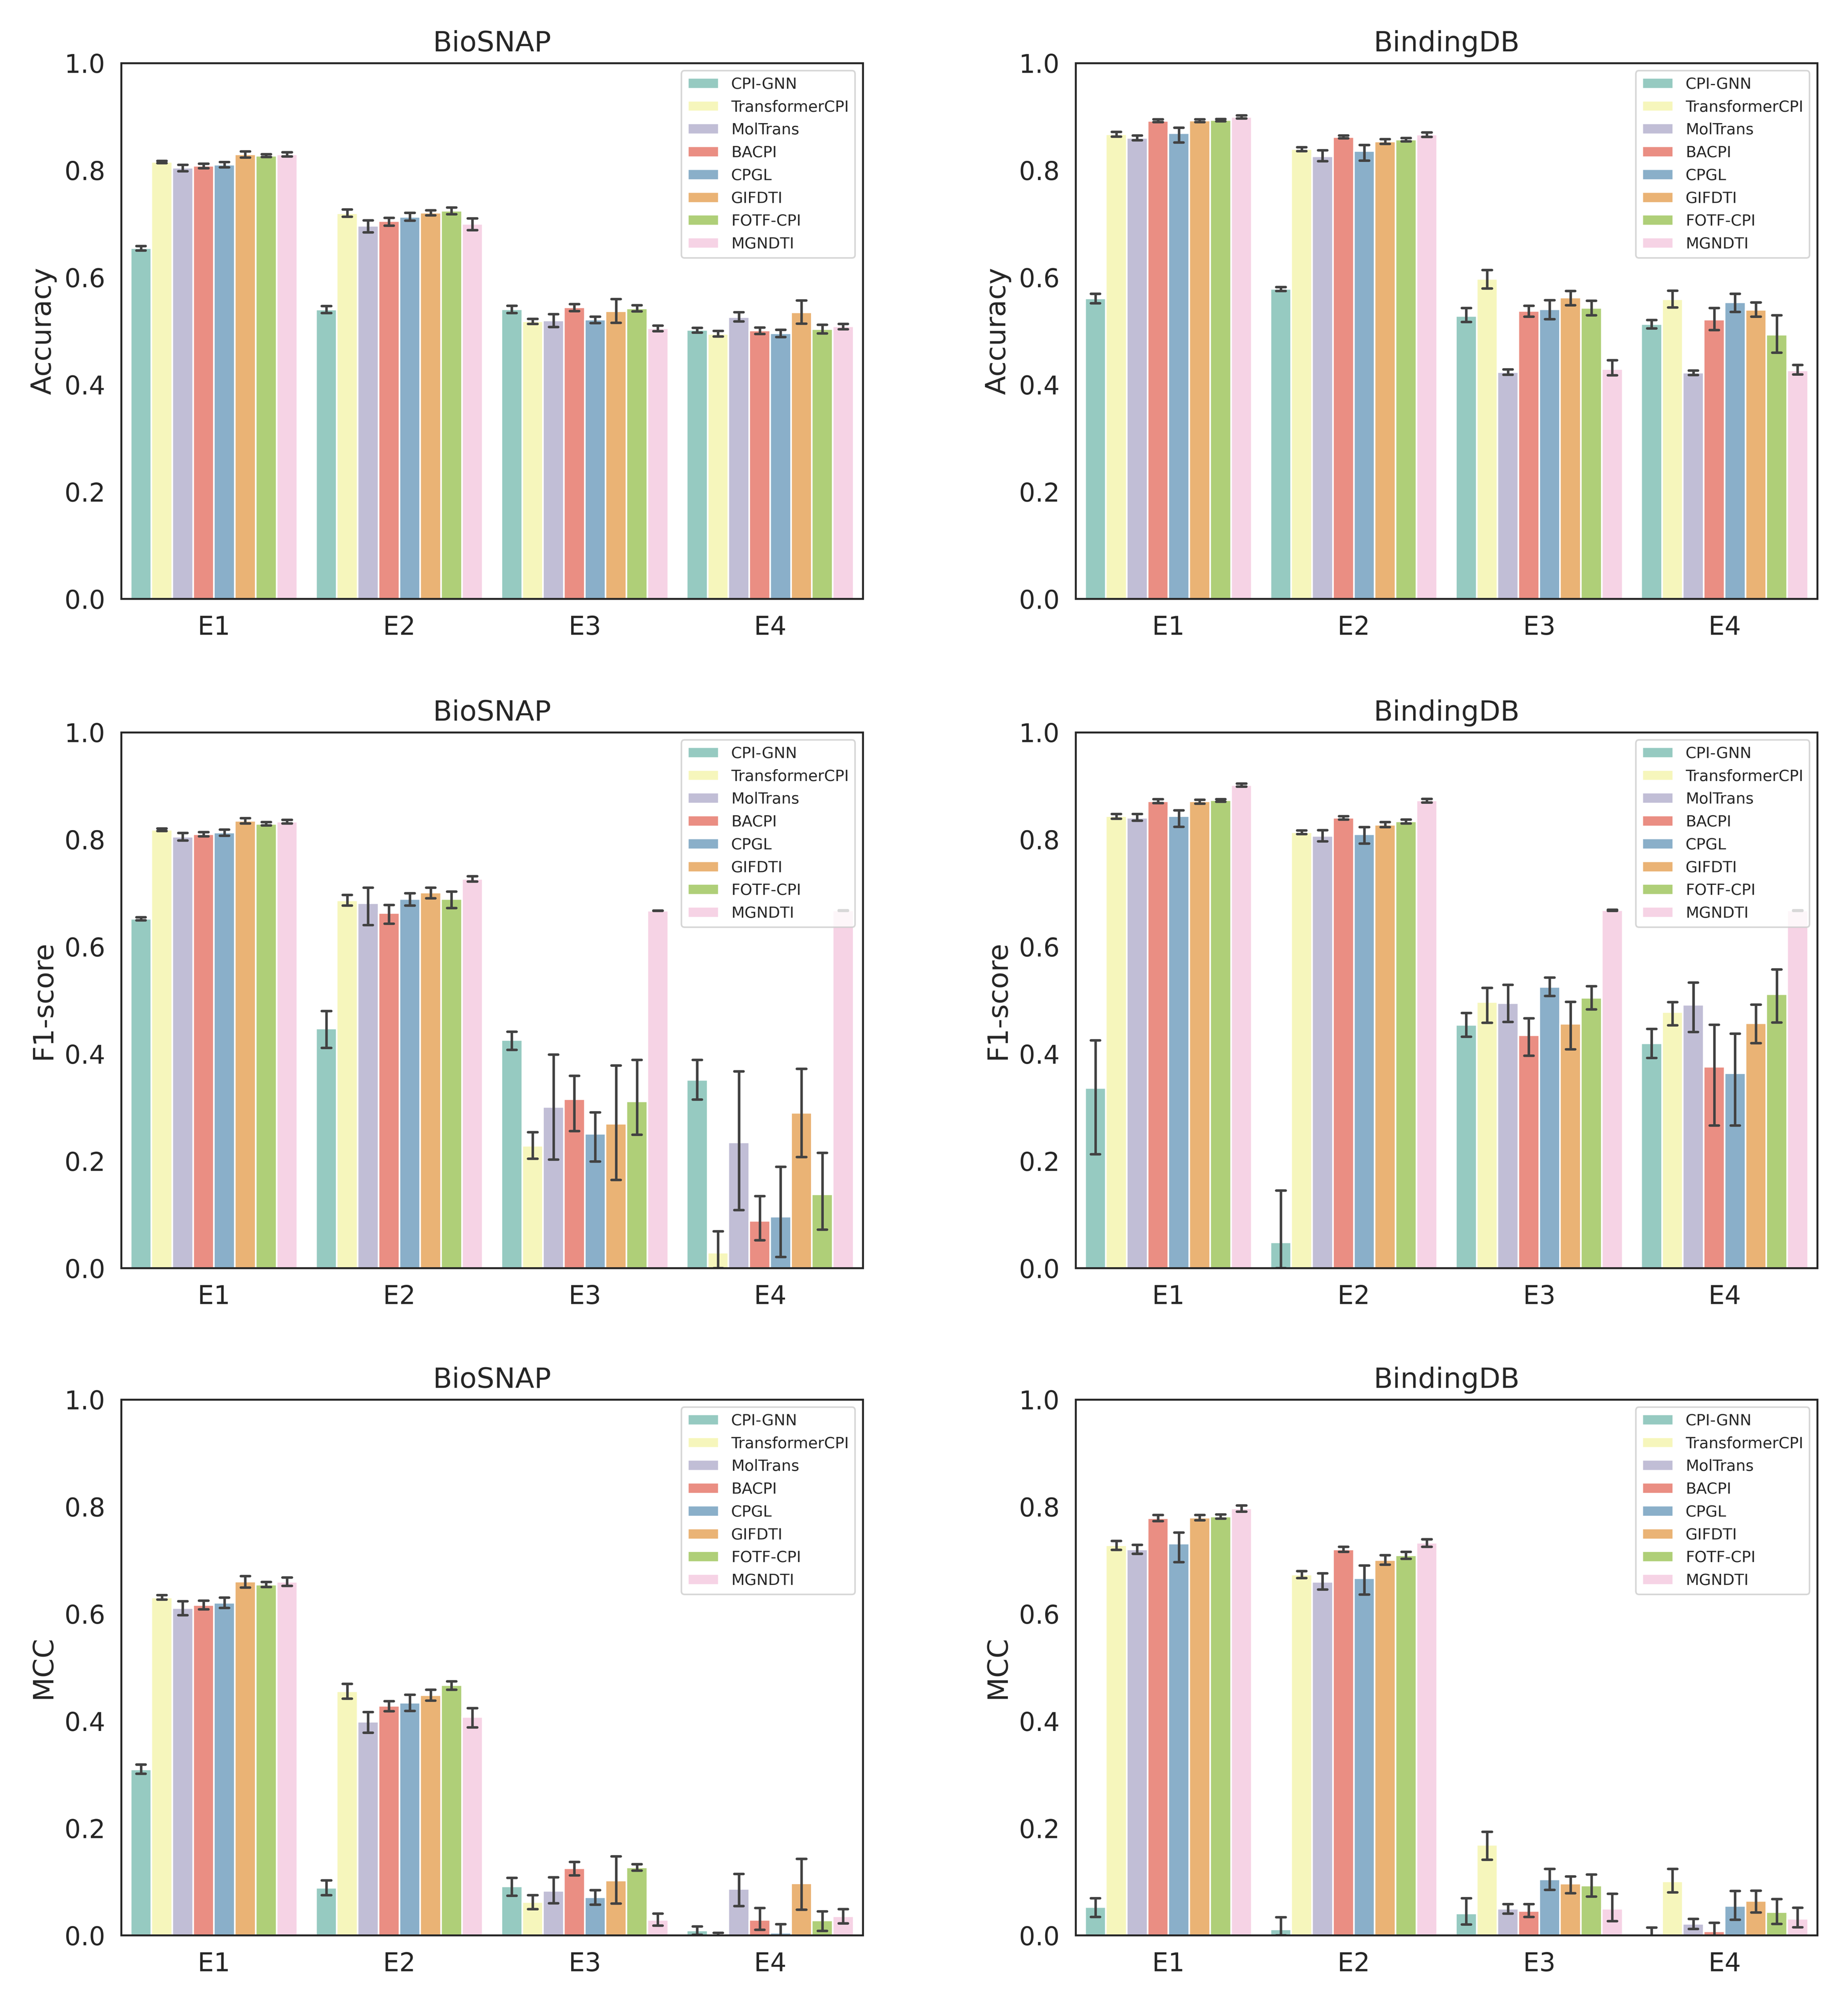 BioSNAP
1.0
0.8
0.6
0.4
0.2
0.0
Accuracy
E1 E2 E3 E4
CPI-GNN
TransformerCPI
MolTrans
BACPI
CPGL
GIFDTI
FOTF-CPI
MGNDTI
BindingDB
1.0
0.8
0.6
0.4
0.2
0.0
Accuracy
E1 E2 E3 E4
CPI-GNN
TransformerCPI
MolTrans
BACPI
CPGL
GIFDTI
FOTF-CPI
MGNDTI
BioSNAP
1.0
0.8
0.6
0.4
0.2
0.0
F1-score
E1 E2 E3 E4
CPI-GNN
TransformerCPI
MolTrans
BACPI
CPGL
GIFDTI
FOTF-CPI
MGNDTI
BindingDB
1.0
0.8
0.6
0.4
0.2
0.0
F1-score
E1 E2 E3 E4
CPI-GNN
TransformerCPI
MolTrans
BACPI
CPGL
GIFDTI
FOTF-CPI
MGNDTI
BioSNAP
1.0
0.8
0.6
0.4
0.2
0.0
MCC
E1 E2 E3 E4
CPI-GNN
TransformerCPI
MolTrans
BACPI
CPGL
GIFDTI
FOTF-CPI
MGNDTI
BindingDB
1.0
0.8
0.6
0.4
0.2
0.0
MCC
E1 E2 E3 E4
CPI-GNN
TransformerCPI
MolTrans
BACPI
CPGL
GIFDTI
FOTF-CPI
MGNDTI